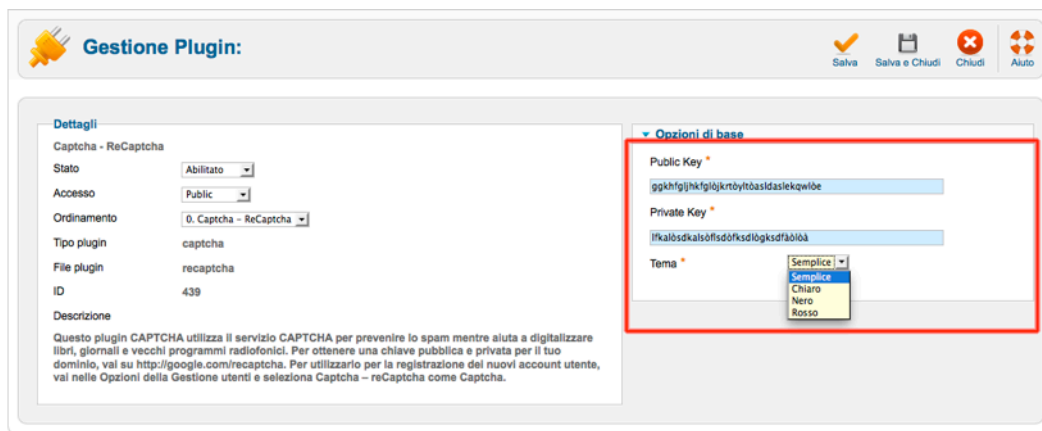 Gestione Plugin:
Salva
Salva e Chiudi
Chiudi
Aiuto
Dettagli
Captcha - ReCaptcha
Stato
Abilitato
Accesso
Public
Ordinamento
0. Captcha - ReCaptcha
Tipo plugin
captcha
File plugin
recaptcha
ID
439
Descrizione
Questo plugin CAPTCHA utilizza il servizio CAPTCHA per prevenire lo spam mentre aiuta a digitalizzare
libri, giornali e vecchi programmi radiofonici. Per ottenere una chiave pubblica e privata per il tuo
dominio, vai su http://google.com/recaptcha. Per utilizzario per la registrazione dei nuovi account utente,
vai nelle Opzioni della Gestione utenti e seleziona Captcha – reCaptcha come Captcha.
Opzioni di base
Public Key *
ggkhfgljhkfglòjkrtòyltòasldaslekqwlòe
Private Key *
lfkalòsdkalsòflsdòfksdlògksdfàòlòà
Tema *
Semplice
Semplice
Chiaro
Nero
Rosso